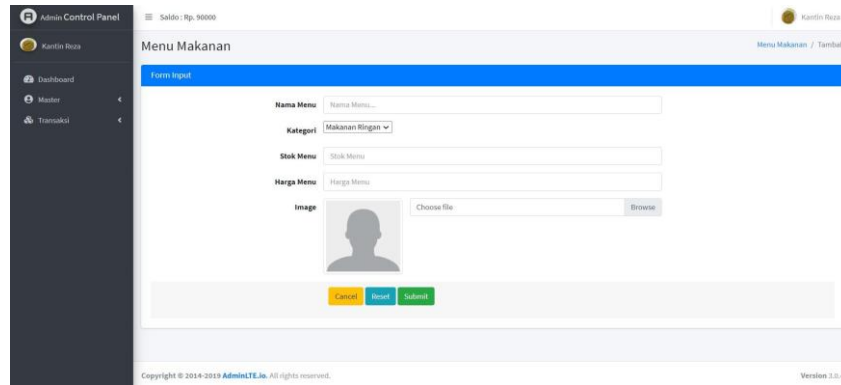 Admin Control Panel
Saldo : Rp. 90000
Kantin Reza
Kantin Reza
Menu Makanan
Menu Makanan / Tambah
Dashboard
Form Input
Master
Transaksi
Nama Menu
Nama Menu...
Kategori
Makanan Ringan
Stok Menu
Stok Menu
Harga Menu
Harga Menu
Image
Choose file
Browse
Cancel
Reset
Submit
Copyright © 2014-2019 AdminLTE.io. All rights reserved.
Version 3.0.